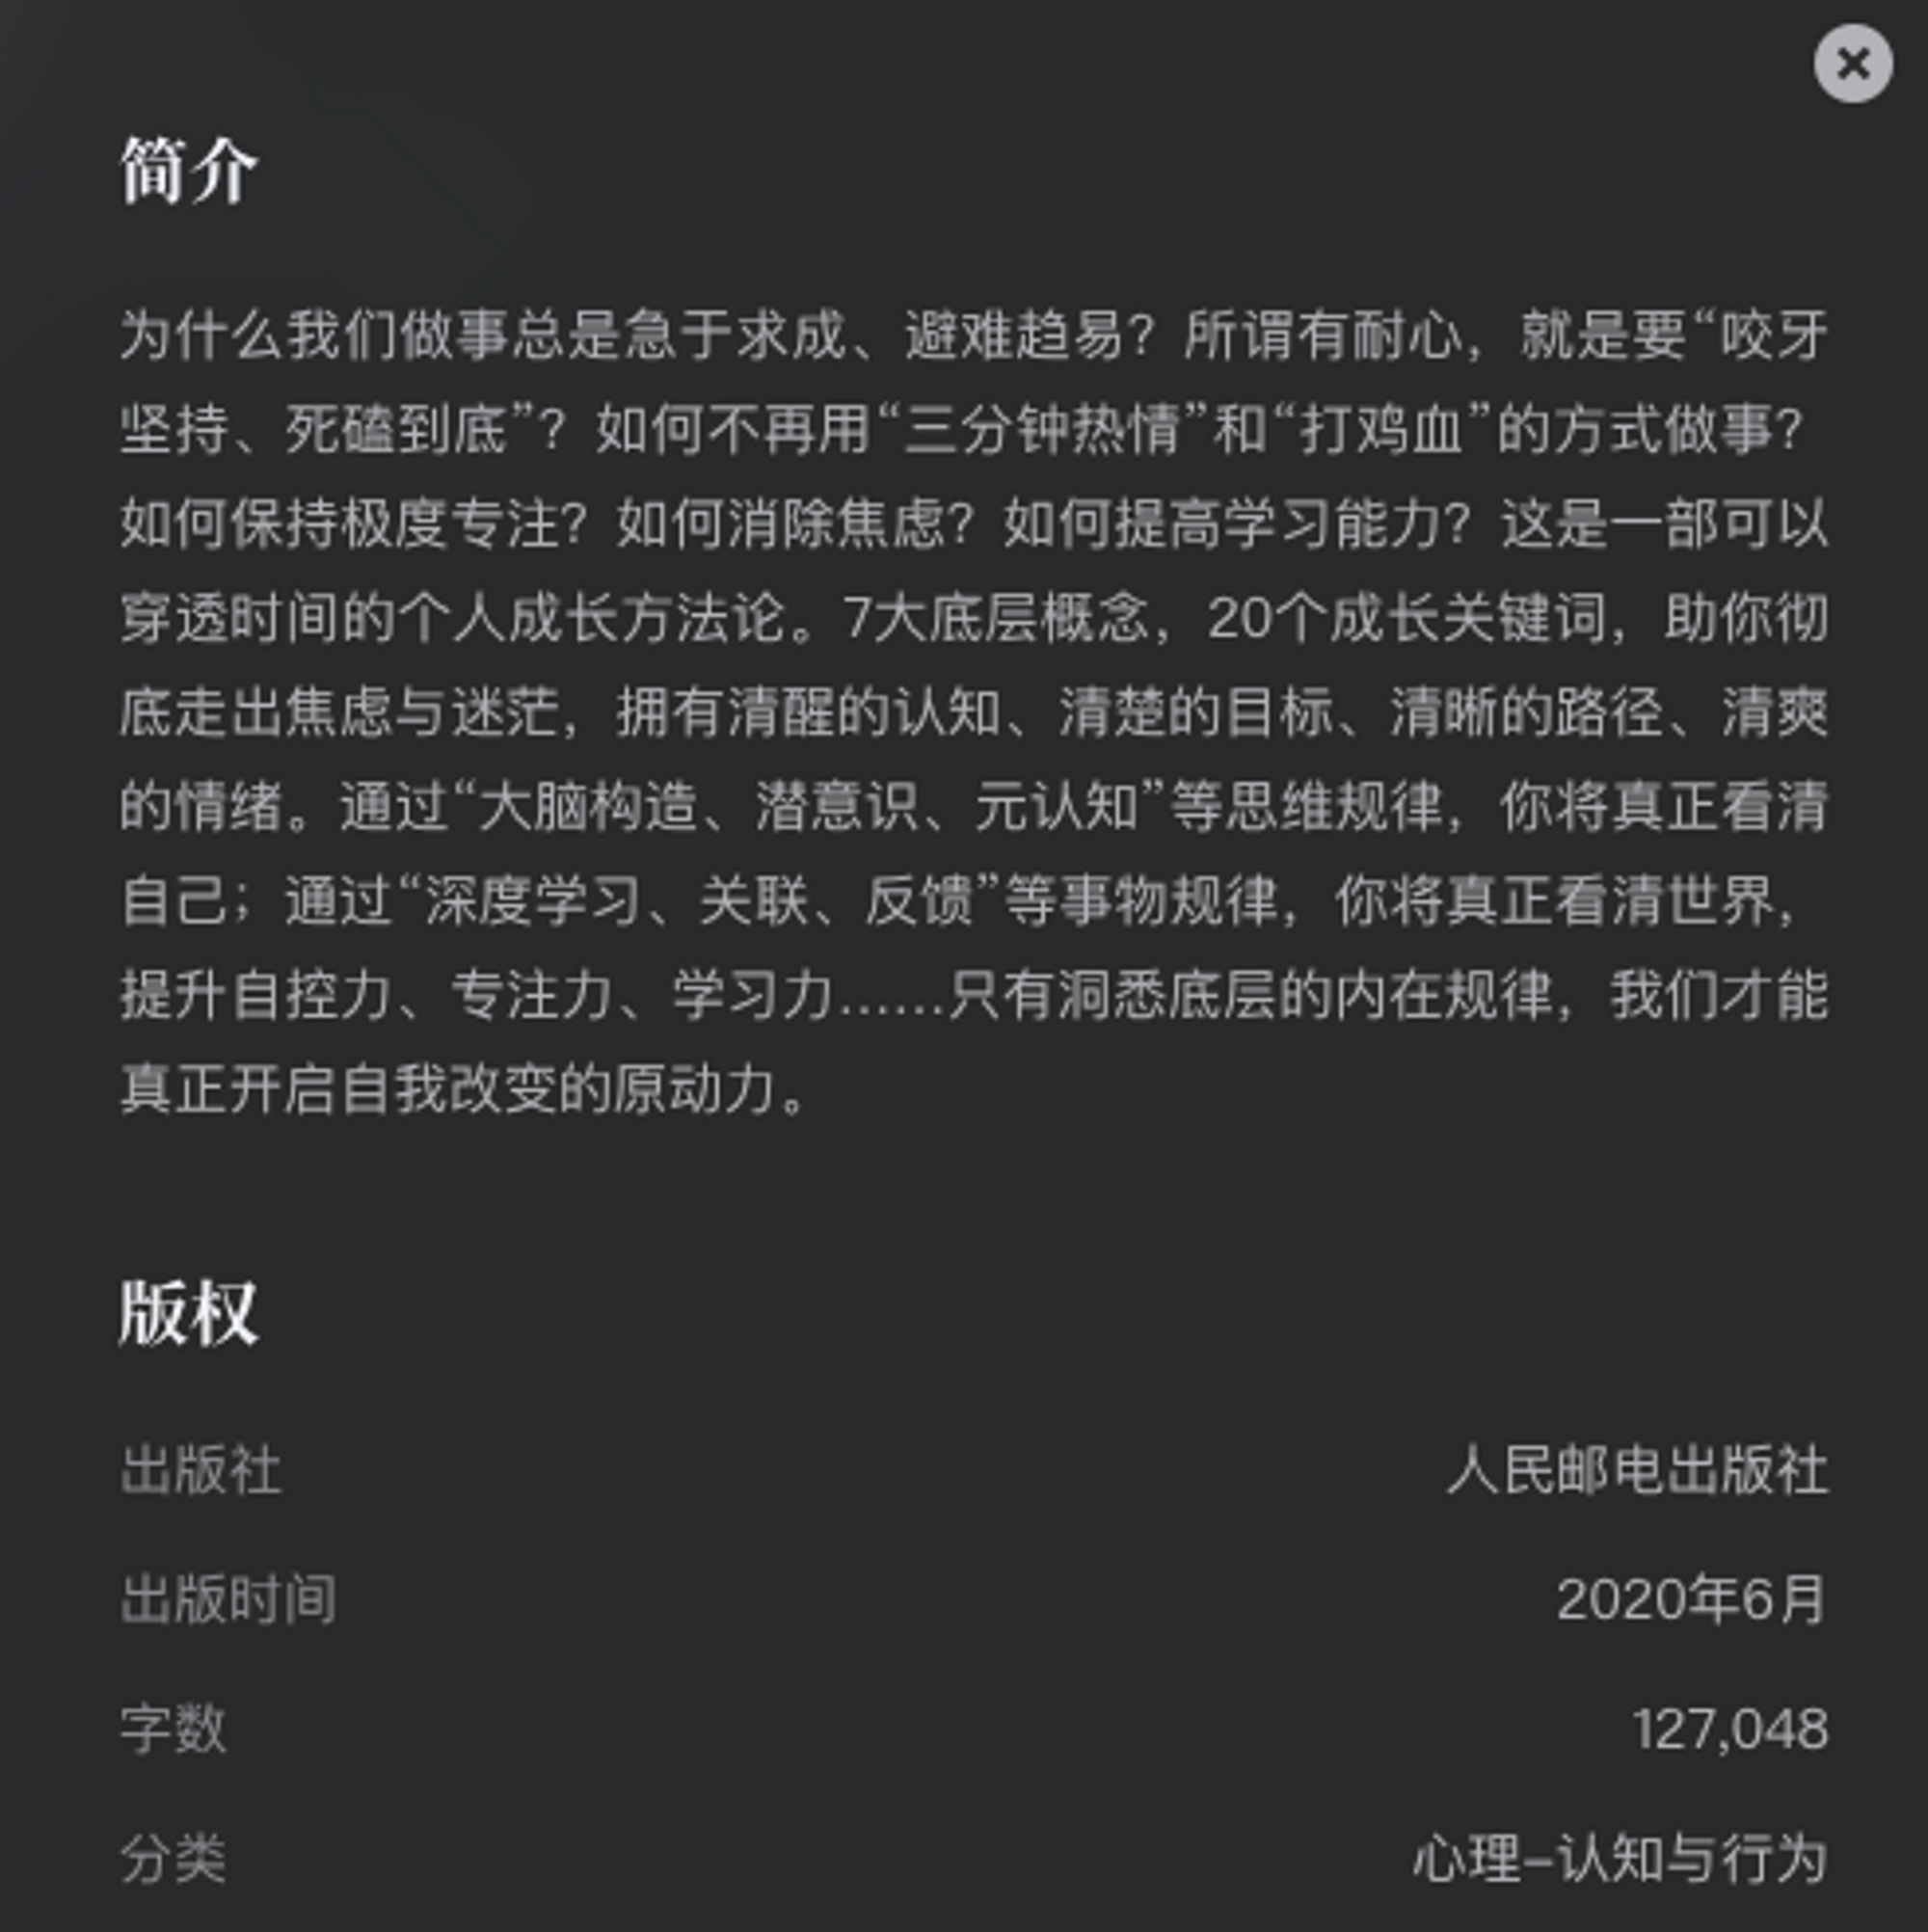 简介
为什么我们做事总是急于求成、避难趋易？所谓有耐心，就是要“咬牙
坚持、死磕到底”？如何不再用“三分钟热情”和“打鸡血”的方式做事？
如何保持极度专注？如何消除焦虑？如何提高学习能力？这是一部可以
穿透时间的个人成长方法论。7大底层概念，20个成长关键词，助你彻
底走出焦虑与迷茫，拥有清醒的认知、清楚的目标、清晰的路径、清爽
的情绪。通过“大脑构造、潜意识、元认知”等思维规律，你将真正看清
自己；通过“深度学习、关联、反馈”等事物规律，你将真正看清世界，
提升自控力、专注力、学习力……只有洞悉底层的内在规律，我们才能
真正开启自我改变的原动力。
版权
出版社 人民邮电出版社
出版时间 2020年6月
字数 127,048
分类 心理-认知与行为